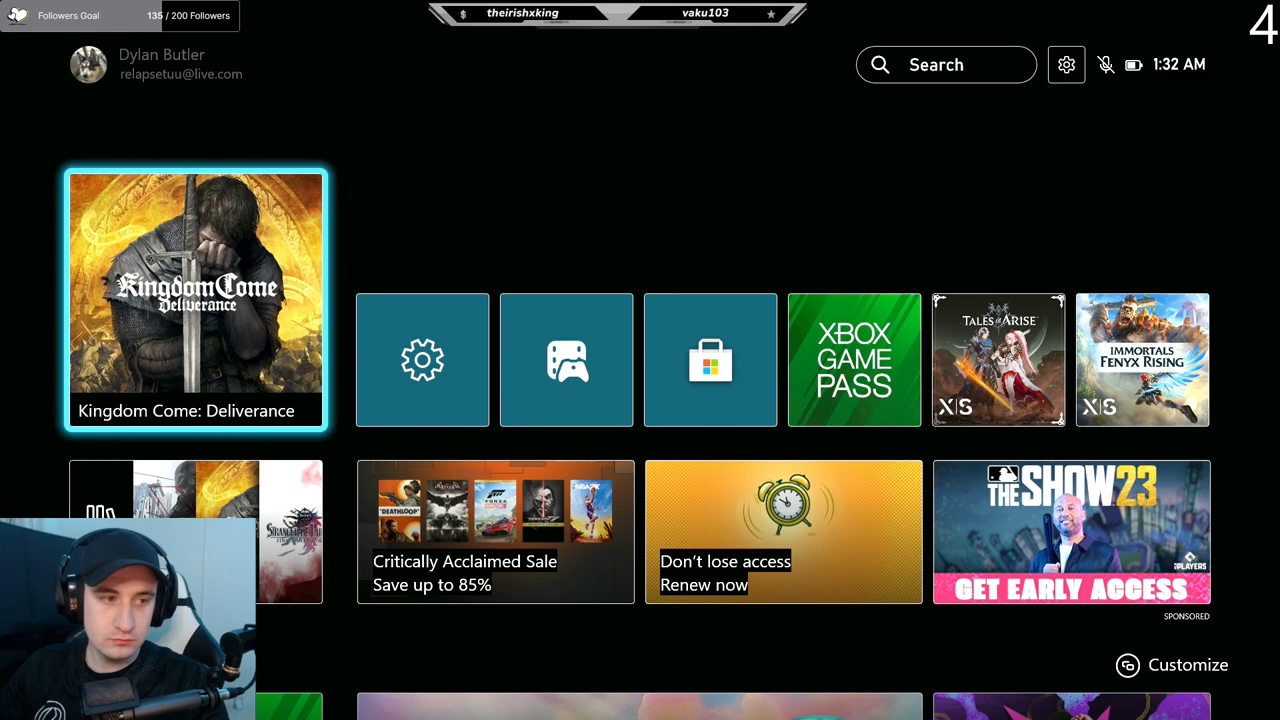 Followers Goal
135 / 200 Followers
theirishxking
vaku103
4
Dylan Butler
relapsetuu@live.com
Search
1:32 AM
Kingdom Come
Deliverance
Kingdom Come: Deliverance
XBOX
GAME
PASS
TALES OF ARISE
X|S
IMMORTALS
FENYX RISING
X|S
DEATHLOOP
Critically Acclaimed Sale
Save up to 85%
Don't lose access
Renew now
THE SHOW 23
PLAYERS
GET EARLY ACCESS
SPONSORED
Customize